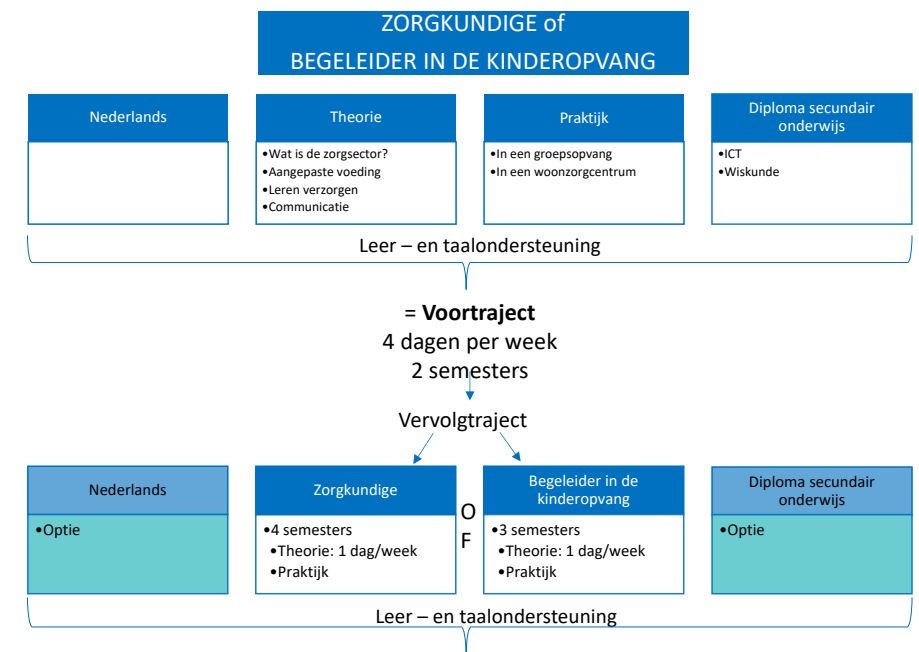 ZORGKUNDIGE of
BEGELEIDER IN DE KINDEROPVANG
Nederlands
Theorie
•Wat is de zorgsector?
•Aangepaste voeding
•Leren verzorgen
•Communicatie
Praktijk
•In een groepsopvang
•In een woonzorgcentrum
Diploma secundair
onderwijs
•ICT
•Wiskunde
Leer – en taalondersteuning
= Voortraject
4 dagen per week
2 semesters
Vervolgtraject
Nederlands
•Optie
Zorgkundige
•4 semesters
•Theorie: 1 dag/week
•Praktijk
O
F
Begeleider in de
kinderopvang
•3 semesters
•Theorie: 1 dag/week
•Praktijk
Diploma secundair
onderwijs
•Optie
Leer – en taalondersteuning